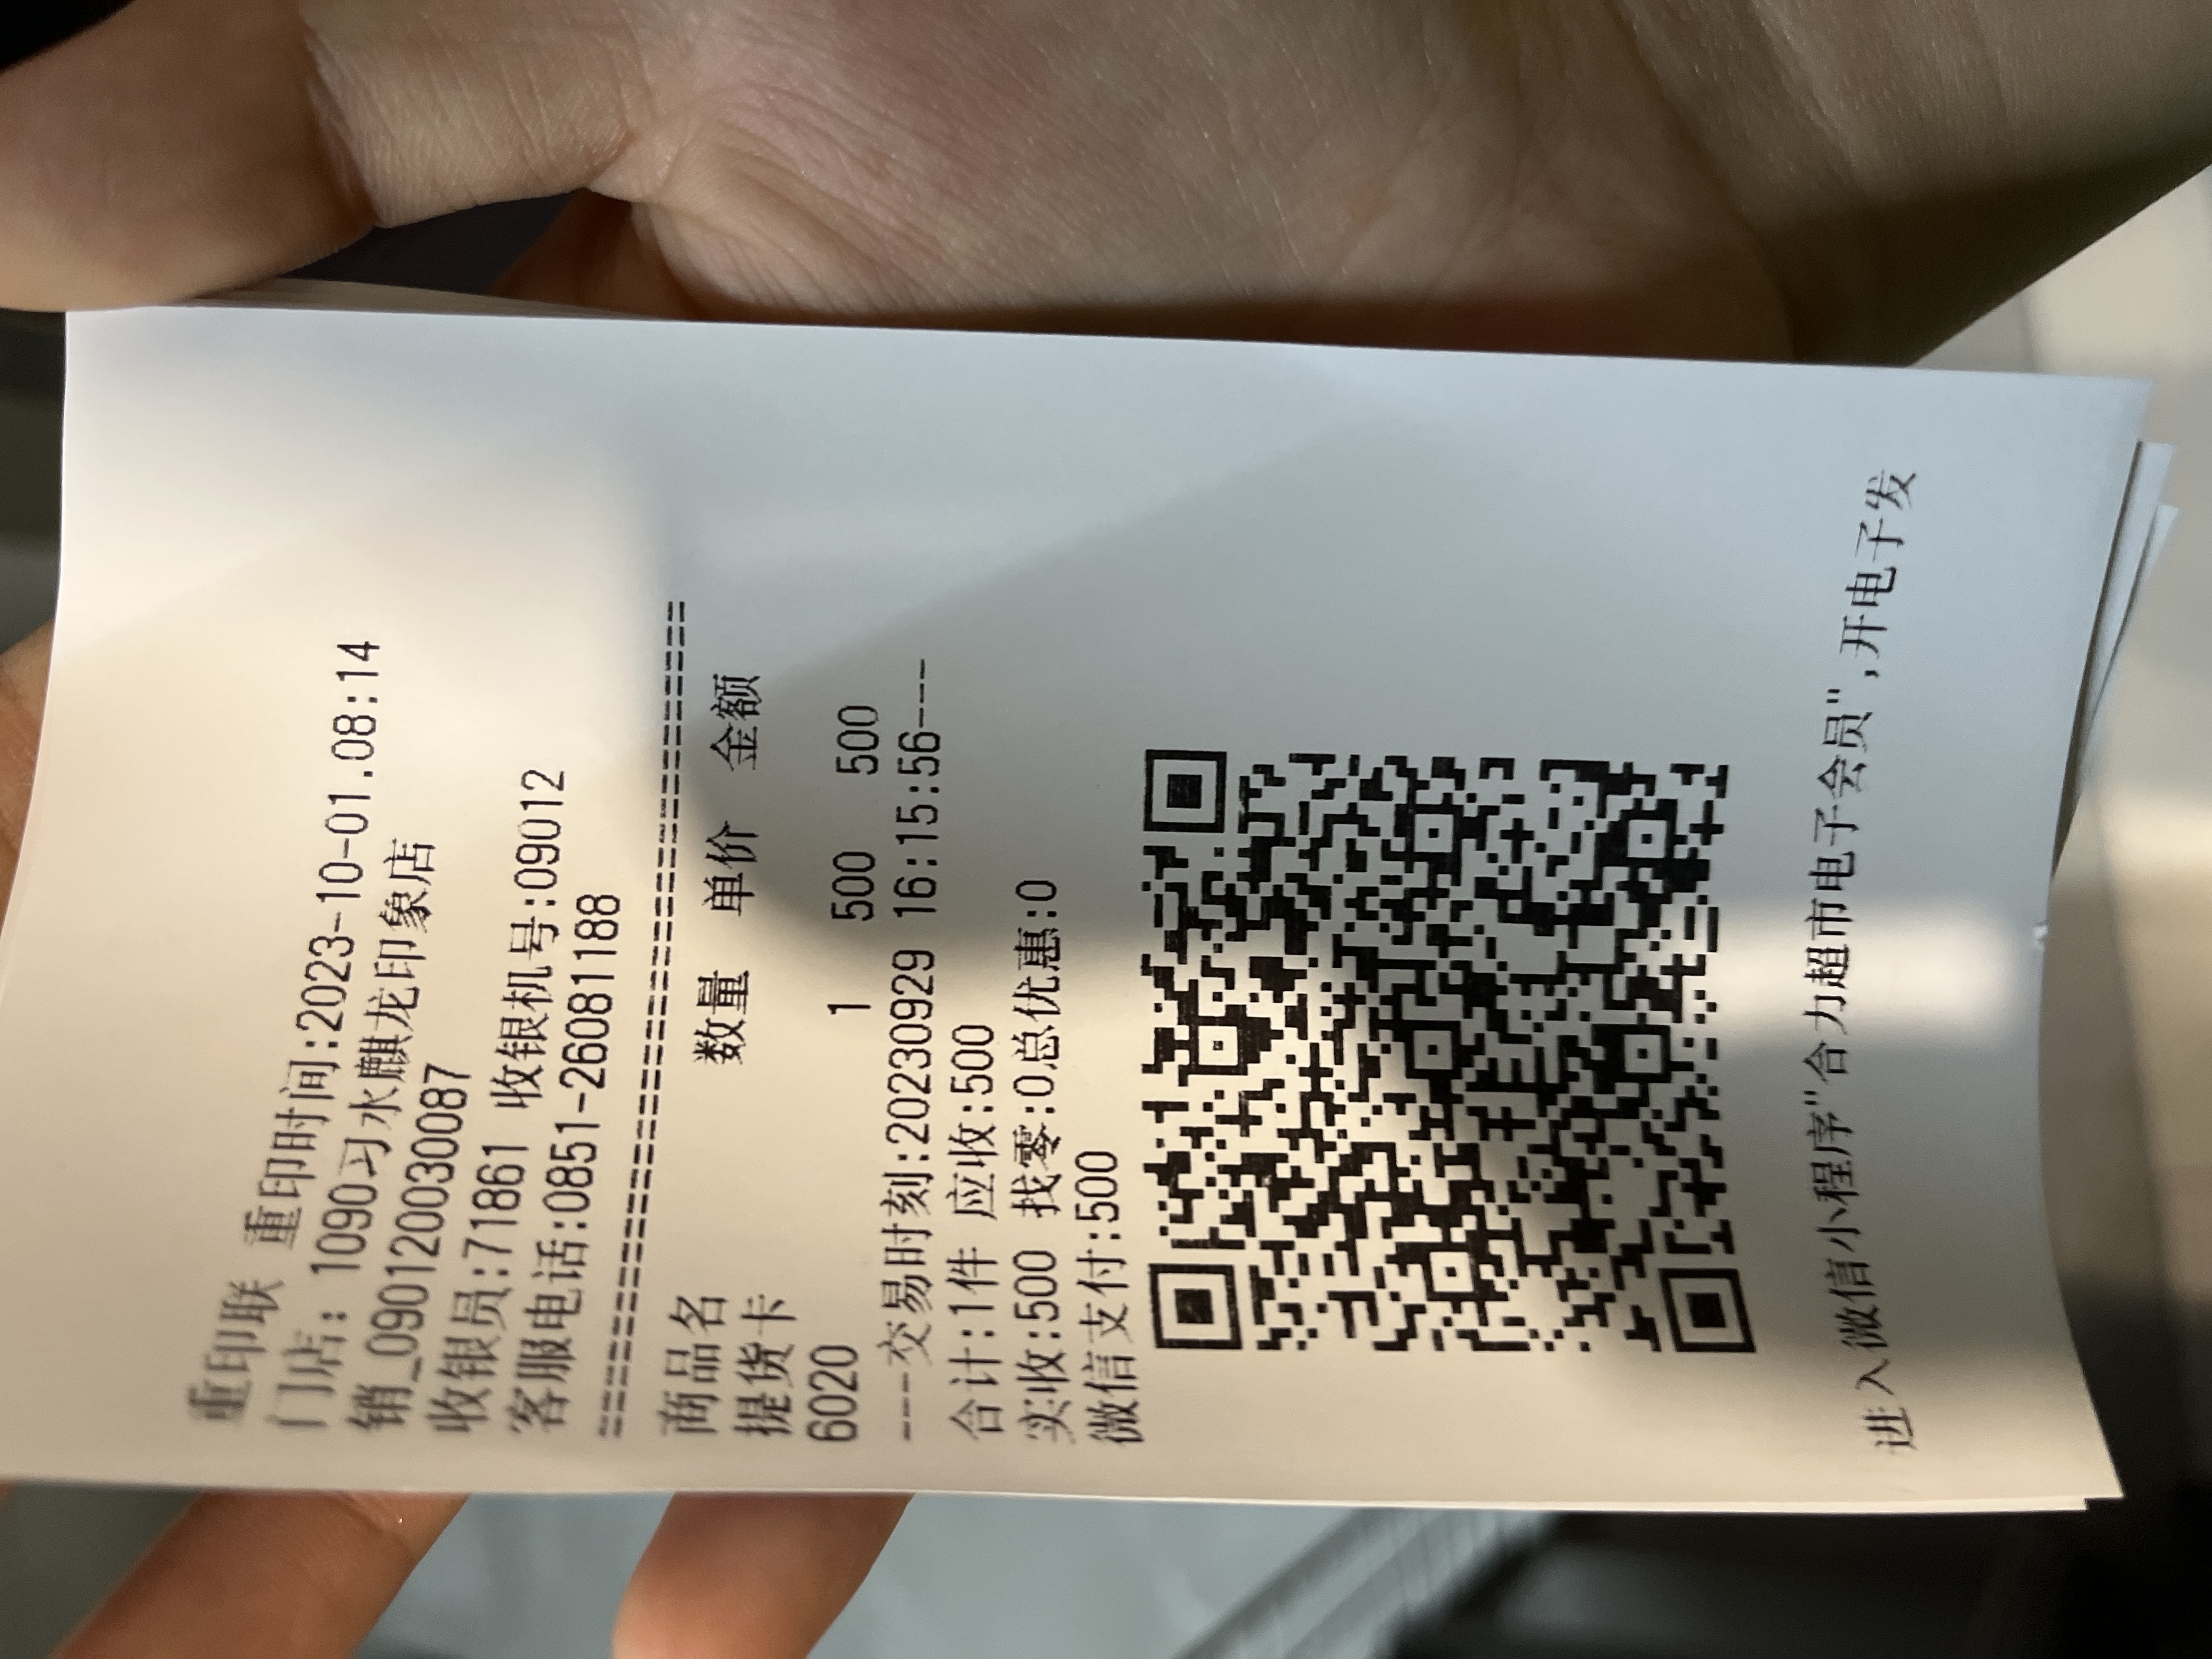 重印联 重印时间:2023-10-01.08:14
门店: 1090习水麒龙印象店
销_090120030087
收银员:71861 收银机号:09012
客服电话:0851-26081188
==========================================
商品名 数量 单价 金额
提货卡
6020 1 500 500
----交易时刻:20230929 16:15:56----
合计:1件 应收:500
实收:500 找零:0总优惠:0
微信支付:500
进入微信小程序"合力超市电子会员",开电子发